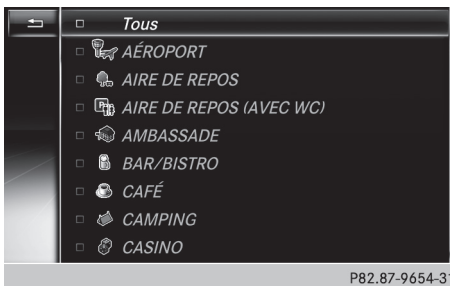 Tous
AÉROPORT
AIRE DE REPOS
AIRE DE REPOS (AVEC WC)
AMBASSADE
BAR/BISTRO
CAFÉ
CAMPING
CASINO
P82.87-9654-31